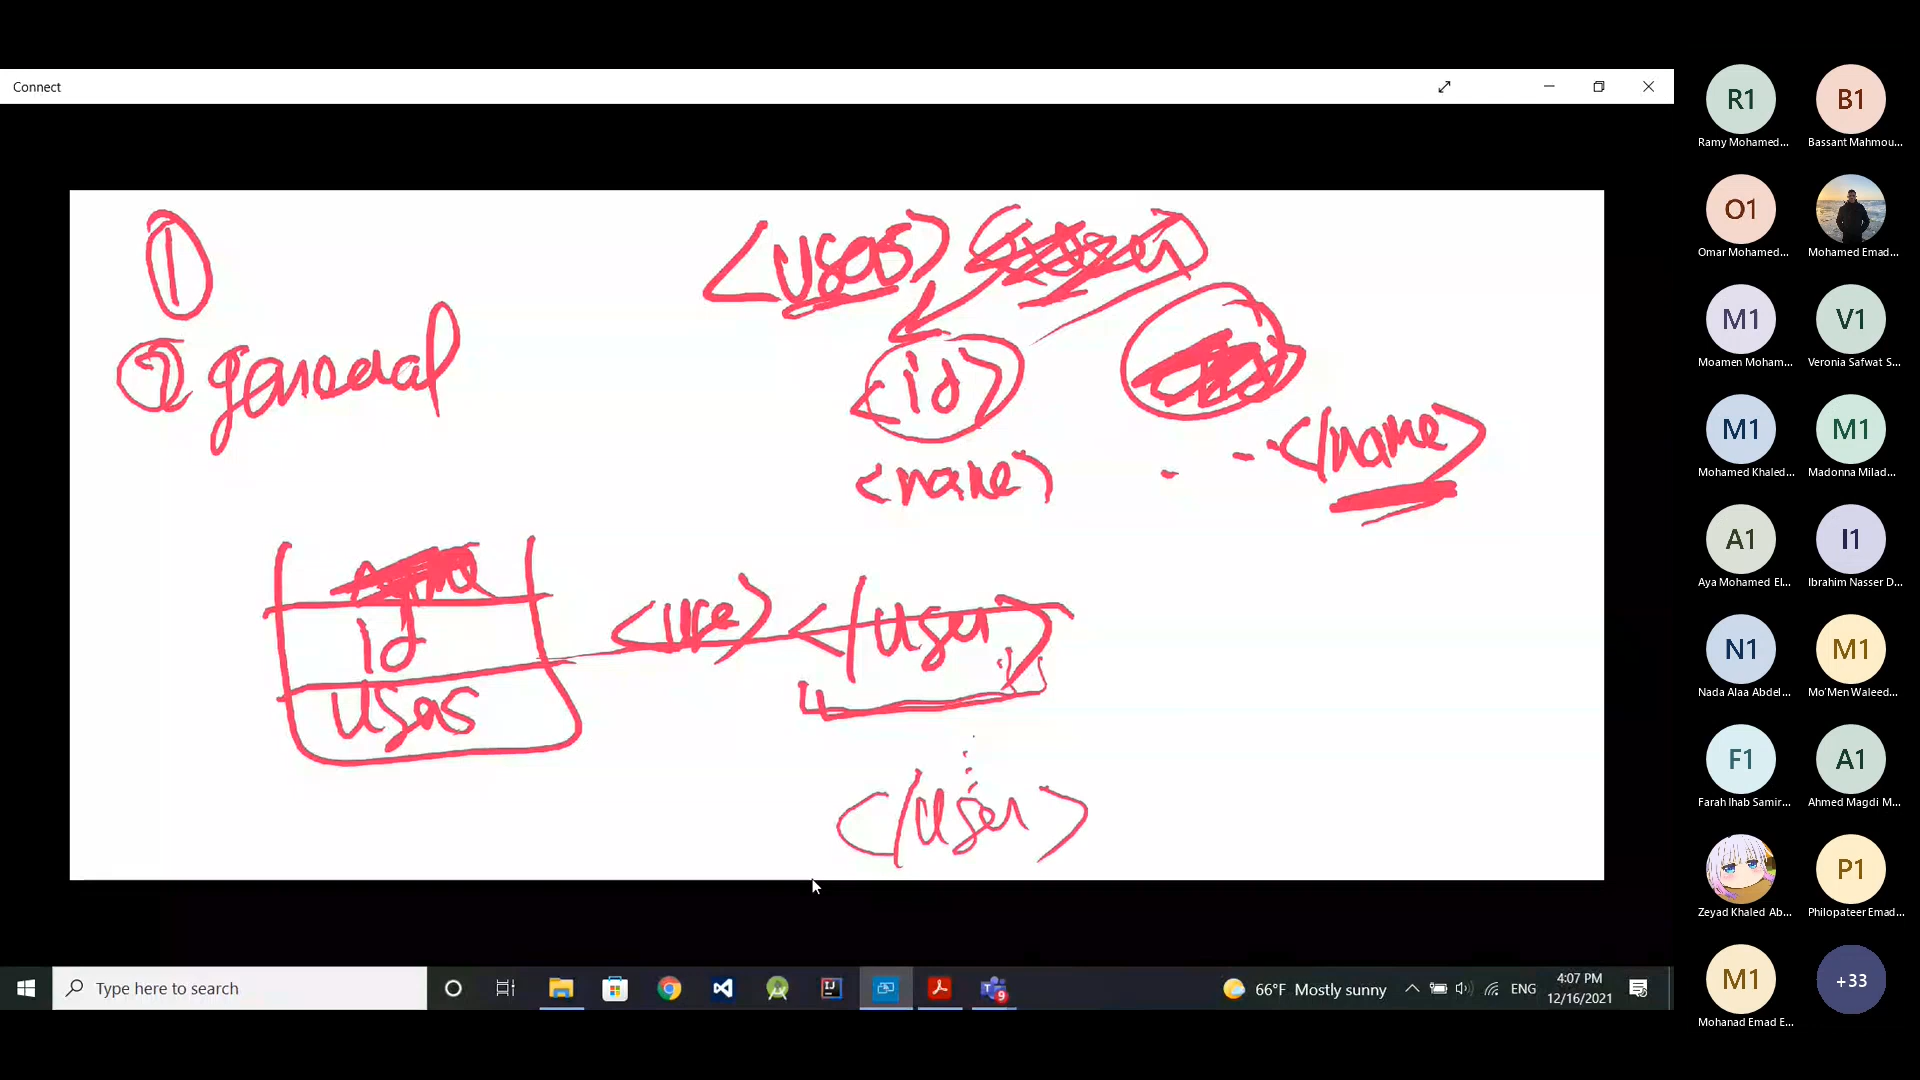 Connect
①
② general
<user>
<id>
<name>
</name>
id
user
<use> </user>
</user>
R1 B1
Ramy Mohamed... Bassant Mahmou...
O1
Omar Mohamed... Mohamed Emad...
M1 V1
Moamen Moham... Veronia Safwat S...
M1 M1
Mohamed Khaled... Madonna Milad...
A1 I1
Aya Mohamed El... Ibrahim Nasser D...
N1 M1
Nada Alaa Abdel... Mo'Men Waleed...
F1 A1
Farah Ihab Samir... Ahmed Magdi M...
P1
Zeyad Khaled Ab... Philopateer Emad...
M1 +33
Mohanad Emad E...
Type here to search
9
66°F Mostly sunny
ENG
4:07 PM
12/16/2021